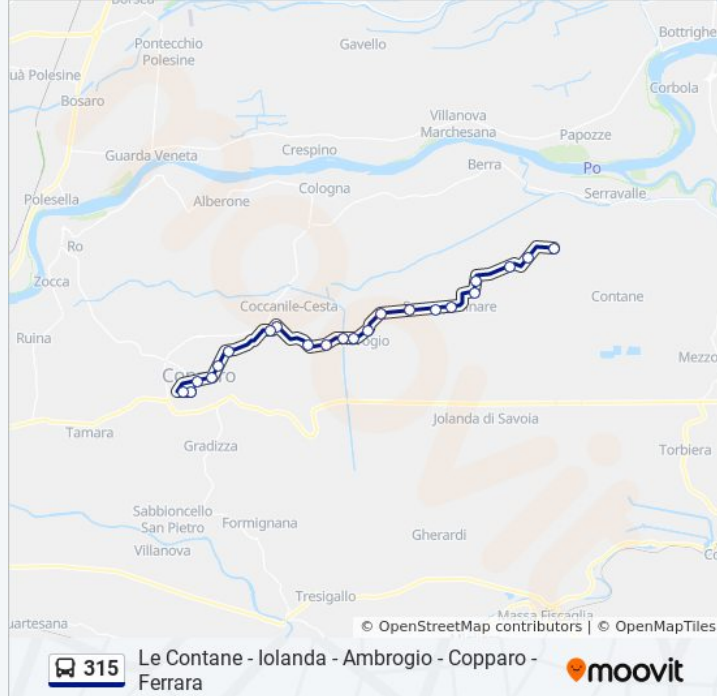 Borsea
Pontecchio
Polesine
Gavello
Bottrighe
uà Polesine
Corbola
Bosaro
Villanova
Marchesana
Papozze
Guarda Veneta
Crespino
Berra
Po
Polesella
Cologna
Serravalle
Alberone
Ro
Zocca
Contane
Coccanile-Cesta
Ruina
Mezzo
Jolanda di Savoia
Tamara
Gradizza
Torbiera
Sabbioncello
San Pietro
Formignana
Gherardi
Villanova
Co
Tresigallo
Massa Fiscaglia
uartesana
© OpenStreetMap contributors | © OpenMapTiles
315
Le Contane - Iolanda - Ambrogio - Copparo -
Ferrara
moovit